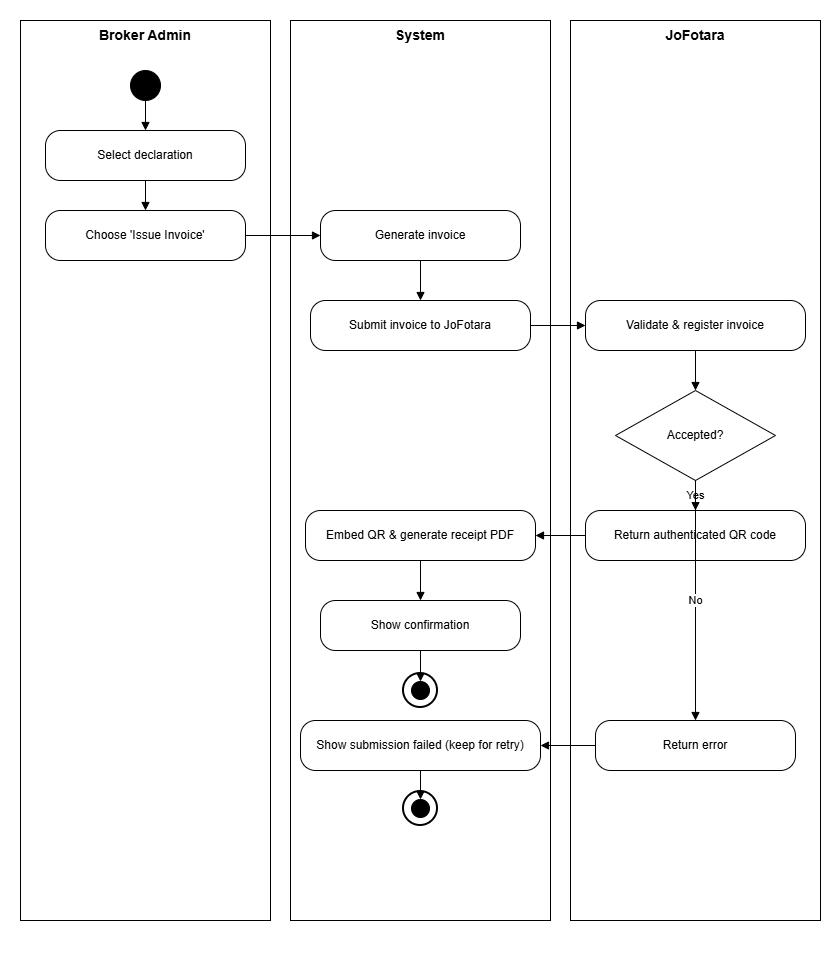 Broker Admin
System
JoFotara
Select declaration
Choose 'Issue Invoice'
Generate invoice
Submit invoice to JoFotara
Validate & register invoice
Accepted?
Yes
Embed QR & generate receipt PDF
Return authenticated QR code
No
Show confirmation
Show submission failed (keep for retry)
Return error